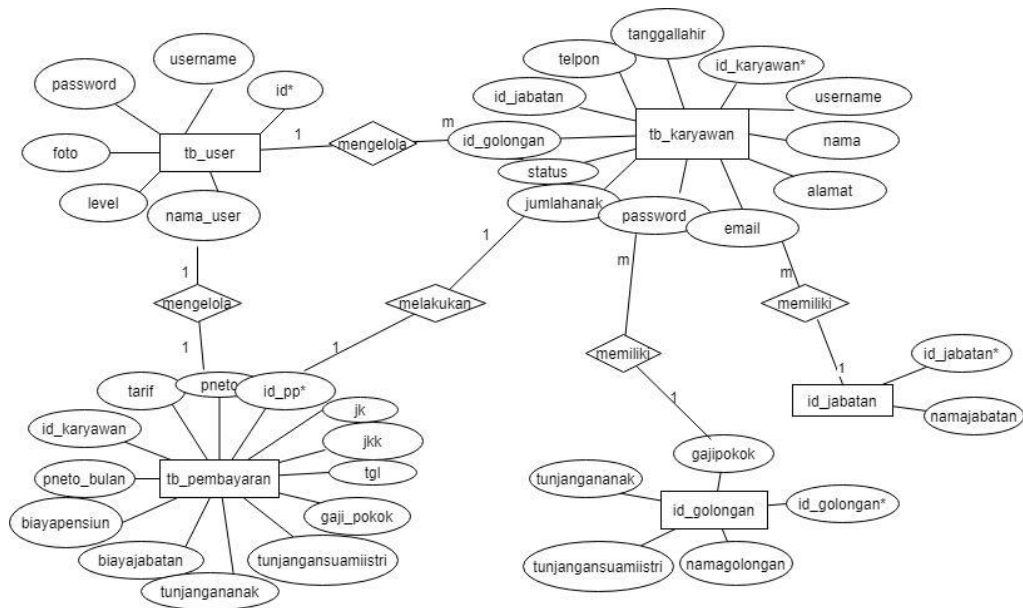 tanggallahir
username
telpon
id_karyawan*
password
id*
id_jabatan
username
1
m
tb_user
mengelola
id_golongan
tb_karyawan
nama
foto
status
level
jumlahanak
alamat
nama_user
password
email
1
1
m
m
mengelola
melakukan
memiliki
1
1
memiliki
1
id_jabatan*
tarif
pneto
id_pp*
id_jabatan
jk
1
namajabatan
id_karyawan
jkk
gajipokok
tgl
pneto_bulan
tb_pembayaran
tunjangananak
id_golongan*
biayapensiun
gaji_pokok
id_golongan
biayajabatan
tunjangansuamiistri
tunjangansuamiistri
namagolongan
tunjangananak